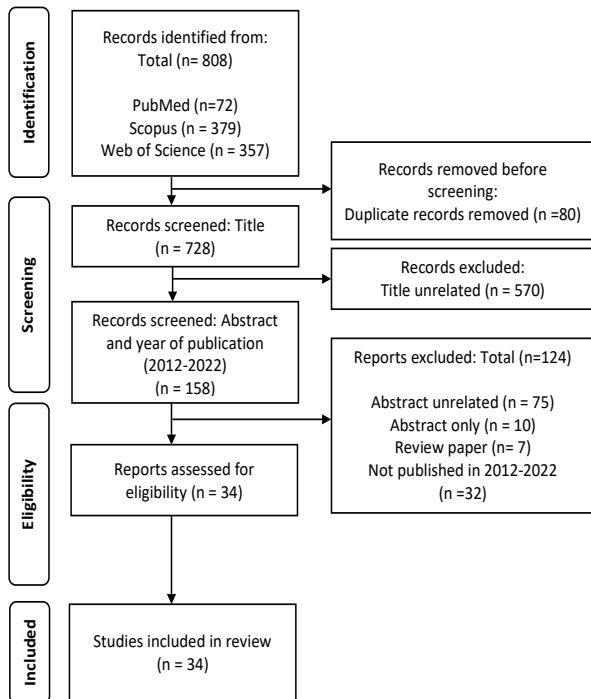 Identification
Records identified from:
Total (n= 808)
PubMed (n=72)
Scopus (n = 379)
Web of Science (n = 357)
Records removed before
screening:
Duplicate records removed (n =80)
Screening
Records screened: Title
(n = 728)
Records excluded:
Title unrelated (n = 570)
Records screened: Abstract
and year of publication
(2012-2022)
(n = 158)
Reports excluded: Total (n=124)
Abstract unrelated (n = 75)
Abstract only (n = 10)
Review paper (n= 7)
Not published in 2012-2022
(n =32)
Eligibility
Reports assessed for
eligibility (n = 34)
Included
Studies included in review
(n = 34)